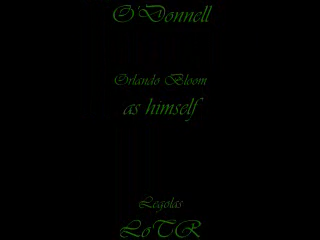 O'Donnell
Orlando Bloom
as himself
Legolas
LoTR